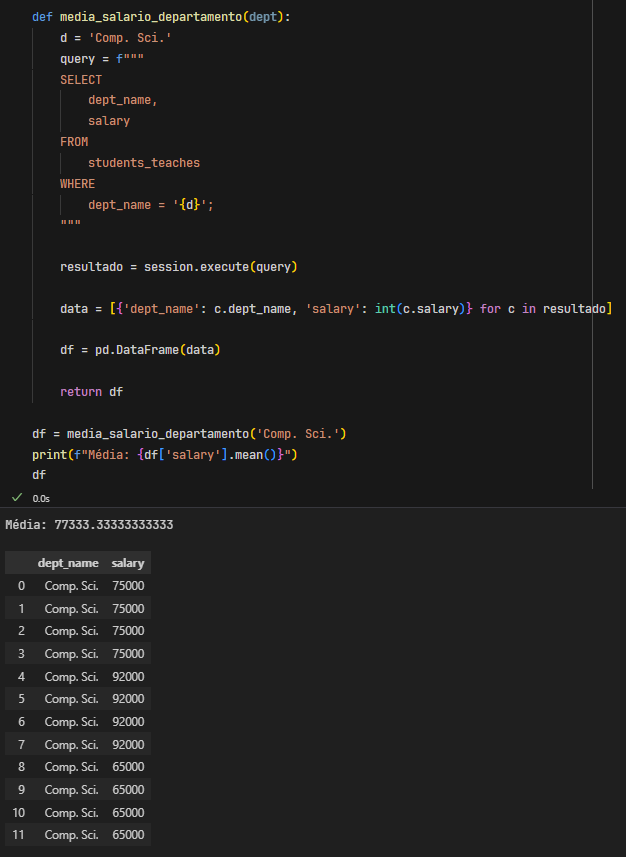 def media_salario_departamento(dept):
    d = 'Comp. Sci.'
    query = f"""
    SELECT
        dept_name,
        salary
    FROM
        students_teaches
    WHERE
        dept_name = '{d}';
    """
    resultado = session.execute(query)
    data = [{'dept_name': c.dept_name, 'salary': int(c.salary)} for c in resultado]
    df = pd.DataFrame(data)
    return df
df = media_salario_departamento('Comp. Sci.')
print(f"Média: {df['salary'].mean()}")
df
0.0s
Média: 77333.33333333333
dept_name salary
0 Comp. Sci. 75000
1 Comp. Sci. 75000
2 Comp. Sci. 75000
3 Comp. Sci. 75000
4 Comp. Sci. 92000
5 Comp. Sci. 92000
6 Comp. Sci. 92000
7 Comp. Sci. 92000
8 Comp. Sci. 65000
9 Comp. Sci. 65000
10 Comp. Sci. 65000
11 Comp. Sci. 65000